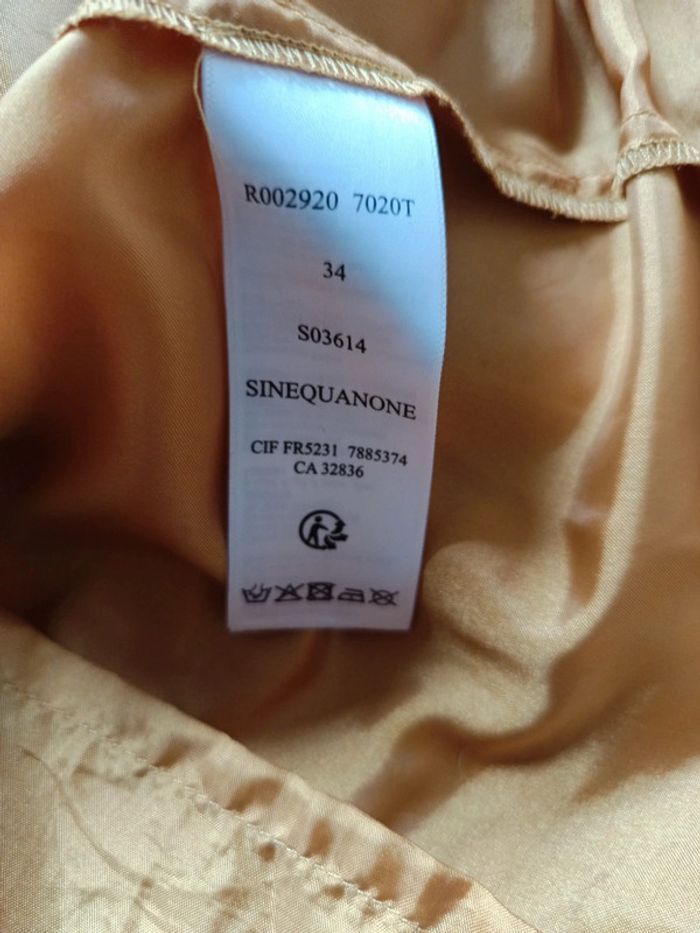 R002920 7020T
34
S03614
SINEQUANONE
CIF FR5231 7885374
CA 32836